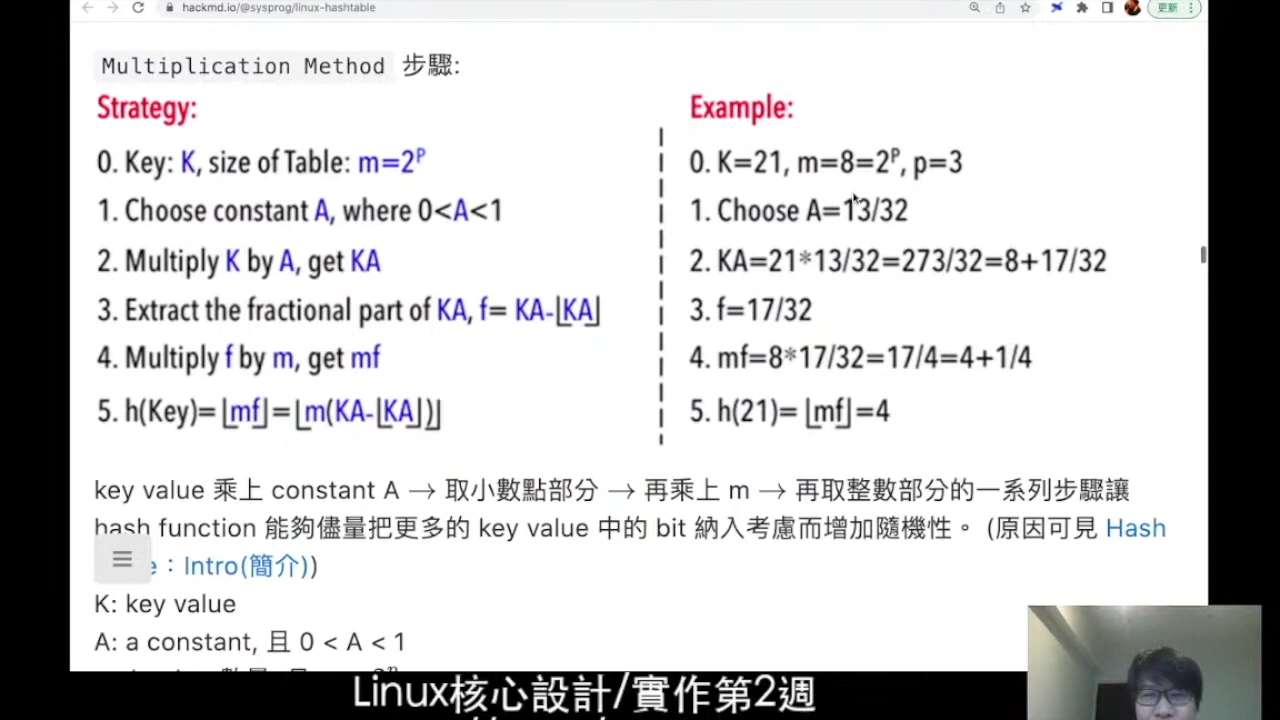 hackmd.io/@sysprog/linux-hashtable
更新
Multiplication Method 步驟:
Strategy:
0. Key: K, size of Table: m=2ᴾ
1. Choose constant A, where 0<A<1
2. Multiply K by A, get KA
3. Extract the fractional part of KA, f= KA-⌊KA⌋
4. Multiply f by m, get mf
5. h(Key)= ⌊mf⌋=⌊m(KA-⌊KA⌋)⌋
Example:
0. K=21, m=8=2ᴾ, p=3
1. Choose A=13/32
2. KA=21*13/32=273/32=8+17/32
3. f=17/32
4. mf=8*17/32=17/4=4+1/4
5. h(21)= ⌊mf⌋=4
key value 乘上 constant A → 取小數點部分 → 再乘上 m → 再取整數部分的一系列步驟讓
hash function 能夠儘量把更多的 key value 中的 bit 納入考慮而增加隨機性。 (原因可見 Hash
e：Intro(簡介))
K: key value
A: a constant, 且 0 < A < 1
Linux核心設計/實作第2週